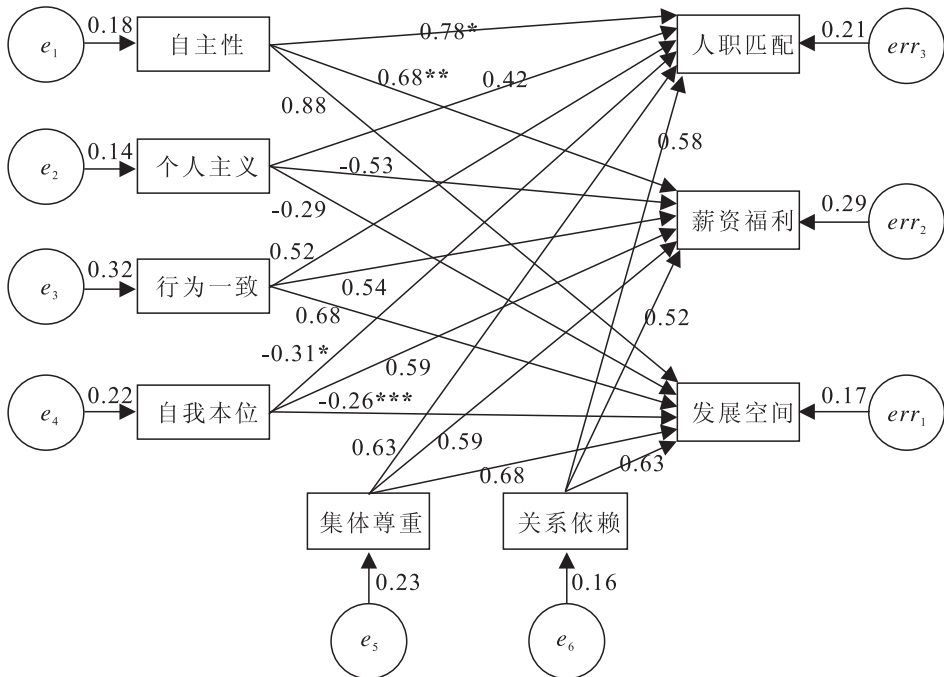 e1
0.18
自主性
0.78*
人职匹配
0.21
err3
0.68**
0.42
0.88
0.58
e2
0.14
个人主义
-0.53
-0.29
薪资福利
0.29
err2
e3
0.32
行为一致
0.52
0.54
0.68
0.52
-0.31*
0.59
e4
0.22
自我本位
-0.26***
发展空间
0.17
err1
0.63
0.59
0.68
0.63
集体尊重
关系依赖
0.23
0.16
e5
e6